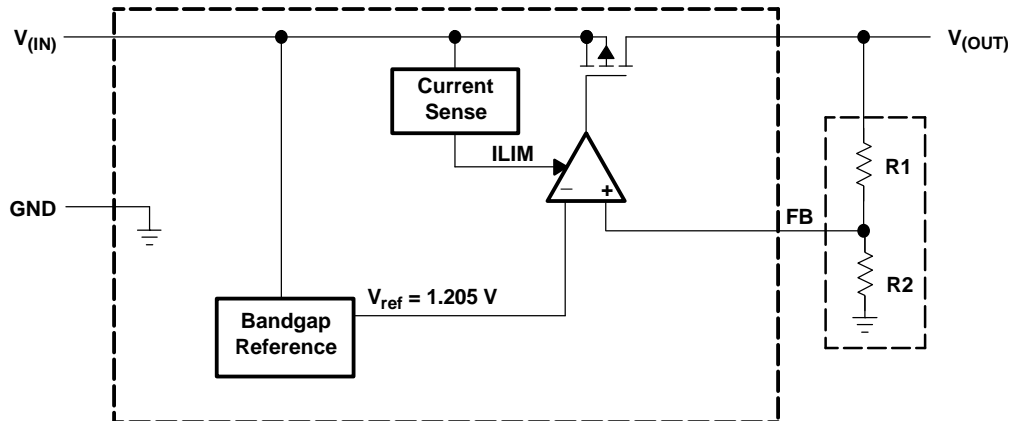 V(IN)
V(OUT)
Current
Sense
ILIM
R1
− +
GND
FB
R2
Vref = 1.205 V
Bandgap
Reference